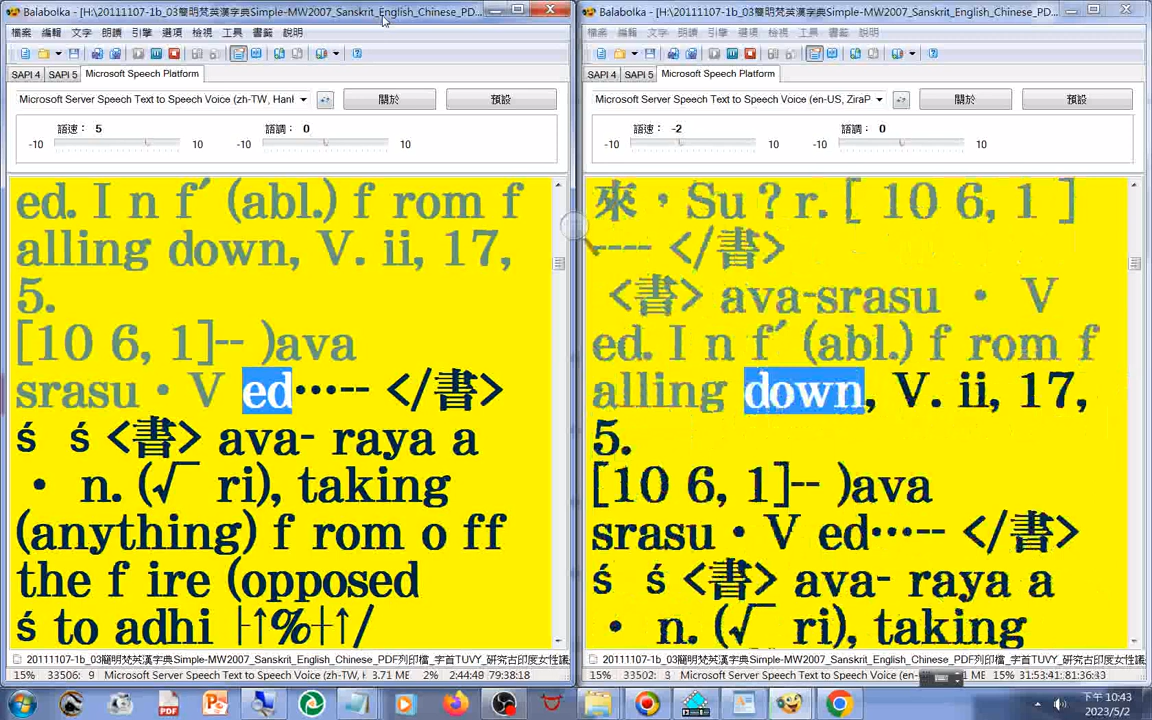 Balabolka - [H:\20111107-1b_03簡明梵英漢字典Simple-MW2007_Sanskrit_English_Chinese_PD...
檔案 編輯 文字 朗讀 引擎 選項 檢視 工具 書籤 說明
SAPI 4 SAPI 5 Microsoft Speech Platform
Microsoft Server Speech Text to Speech Voice (zh-TW, Hanl
關於 預設
語速： 5 語調： 0
-10 10 -10 10
ed. I n f′ (abl.) f rom f
alling down, V. ii, 17,
5.
[10 6, 1]-- )ava
srasu • V ed…-- </書>
ś ś <書> ava- raya a
• n. (√ ri), taking
(anything) f rom o ff
the f ire (opposed
ś to adhi ├↑%┼↑/
20111107-1b_03簡明梵英漢字典Simple-MW2007_Sanskrit_English_Chinese_PDF列印檔_字首TUVY_研究古印度女性議
15% 33506: 9 Microsoft Server Speech Text to Speech Voice (zh-TW, H 3.71 ME 2% 2:44:49 79:38:18
Balabolka - [H:\20111107-1b_03簡明梵英漢字典Simple-MW2007_Sanskrit_English_Chinese_PD...
檔案 編輯 文字 朗讀 引擎 選項 檢視 工具 書籤 說明
SAPI 4 SAPI 5 Microsoft Speech Platform
Microsoft Server Speech Text to Speech Voice (en-US, ZiraP
關於 預設
語速： -2 語調： 0
-10 10 -10 10
來‧Su？r. [ 10 6, 1 ]
---- </書>
<書> ava-srasu • V
ed. I n f′ (abl.) f rom f
alling down, V. ii, 17,
5.
[10 6, 1]-- )ava
srasu • V ed…-- </書>
ś ś <書> ava- raya a
• n. (√ ri), taking
20111107-1b_03簡明梵英漢字典Simple-MW2007_Sanskrit_English_Chinese_PDF列印檔_字首TUVY_研究古印度女性議
15% 33502: Microsoft Server Speech Text to Speech Voice (en-US, 15% 31:53:41 81:36:33
下午 10:43
2023/5/2